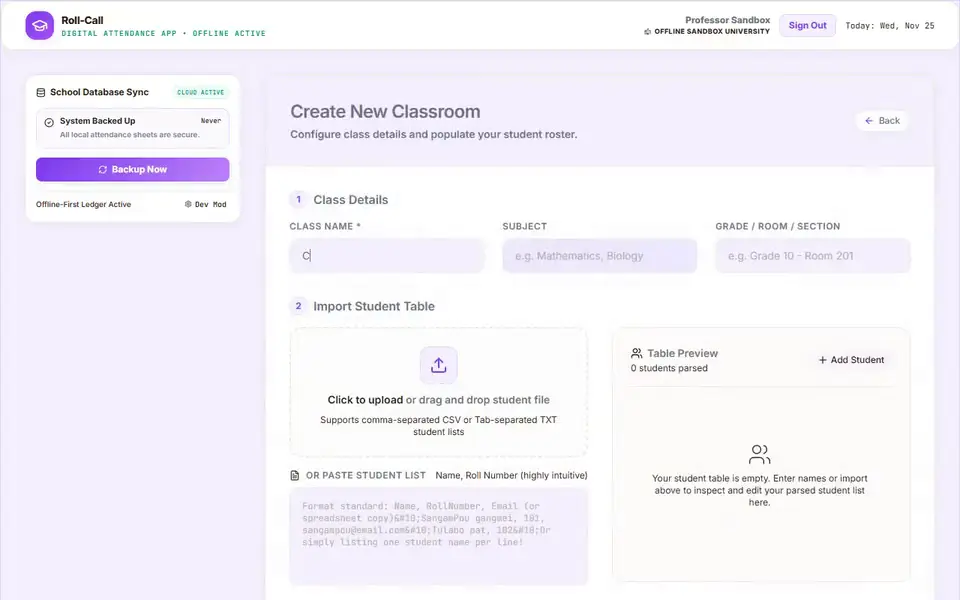 Roll-Call
DIGITAL ATTENDANCE APP • OFFLINE ACTIVE
Professor Sandbox
OFFLINE SANDBOX UNIVERSITY
Sign Out
Today: Wed, Nov 25
School Database Sync
CLOUD ACTIVE
System Backed Up
Never
All local attendance sheets are secure.
Backup Now
Offline-First Ledger Active
Dev Mod
Create New Classroom
Configure class details and populate your student roster.
Back
1 Class Details
CLASS NAME *
SUBJECT
GRADE / ROOM / SECTION
C
e.g. Mathematics, Biology
e.g. Grade 10 - Room 201
2 Import Student Table
Click to upload or drag and drop student file
Supports comma-separated CSV or Tab-separated TXT
student lists
OR PASTE STUDENT LIST
Name, Roll Number (highly intuitive)
Format standard: Name, RollNumber, Email (or
spreadsheet copy)&#10;SangamPou gangmei, 101,
sangampou@email.com&#10;Tulabo pat, 102&#10;Or
simply listing one student name per line!
Table Preview
0 students parsed
+ Add Student
Your student table is empty. Enter names or import
above to inspect and edit your parsed student list
here.